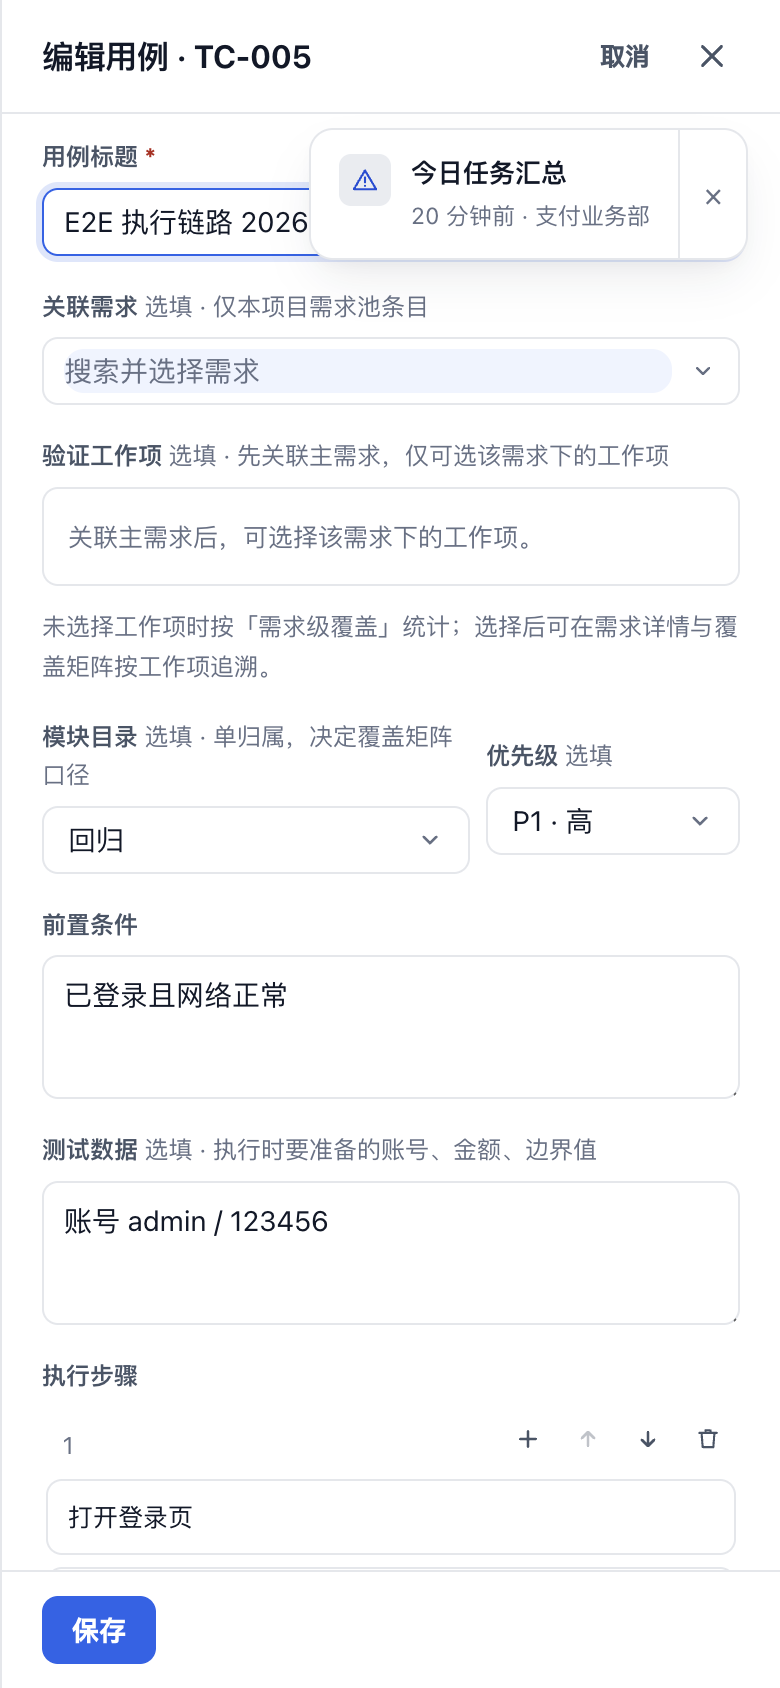 编辑用例 · TC-005
取消
用例标题 *
E2E 执行链路 2026
今日任务汇总
20 分钟前 · 支付业务部
关联需求 选填 · 仅本项目需求池条目
搜索并选择需求
验证工作项 选填 · 先关联主需求，仅可选该需求下的工作项
关联主需求后，可选择该需求下的工作项。
未选择工作项时按「需求级覆盖」统计；选择后可在需求详情与覆
盖矩阵按工作项追溯。
模块目录 选填 · 单归属，决定覆盖矩阵
口径
回归
优先级 选填
P1 · 高
前置条件
已登录且网络正常
测试数据 选填 · 执行时要准备的账号、金额、边界值
账号 admin / 123456
执行步骤
1
打开登录页
保存